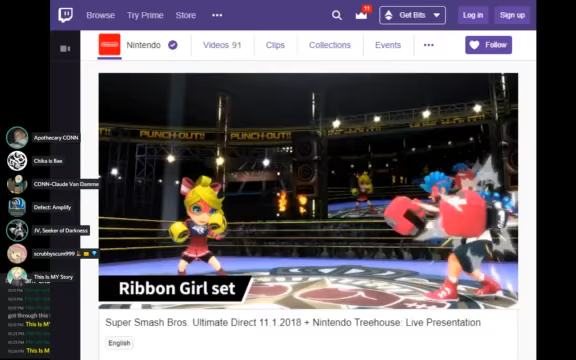 Browse
Try Prime
Store
11
Get Bits
Log in
Sign up
Nintendo
Videos 91
Clips
Collections
Events
Follow
PUNCH-OUT!!
PUNCH-OUT!!
Apothecary CONN
Chika is Bae
CONN-Claude Van Damme
Defect: Amplify
JV, Seeker of Darkness
scrubbyscum999
This Is MY Story
got through this
This Is M
This Is M
Ribbon Girl set
Super Smash Bros. Ultimate Direct 11.1.2018 + Nintendo Treehouse: Live Presentation
English